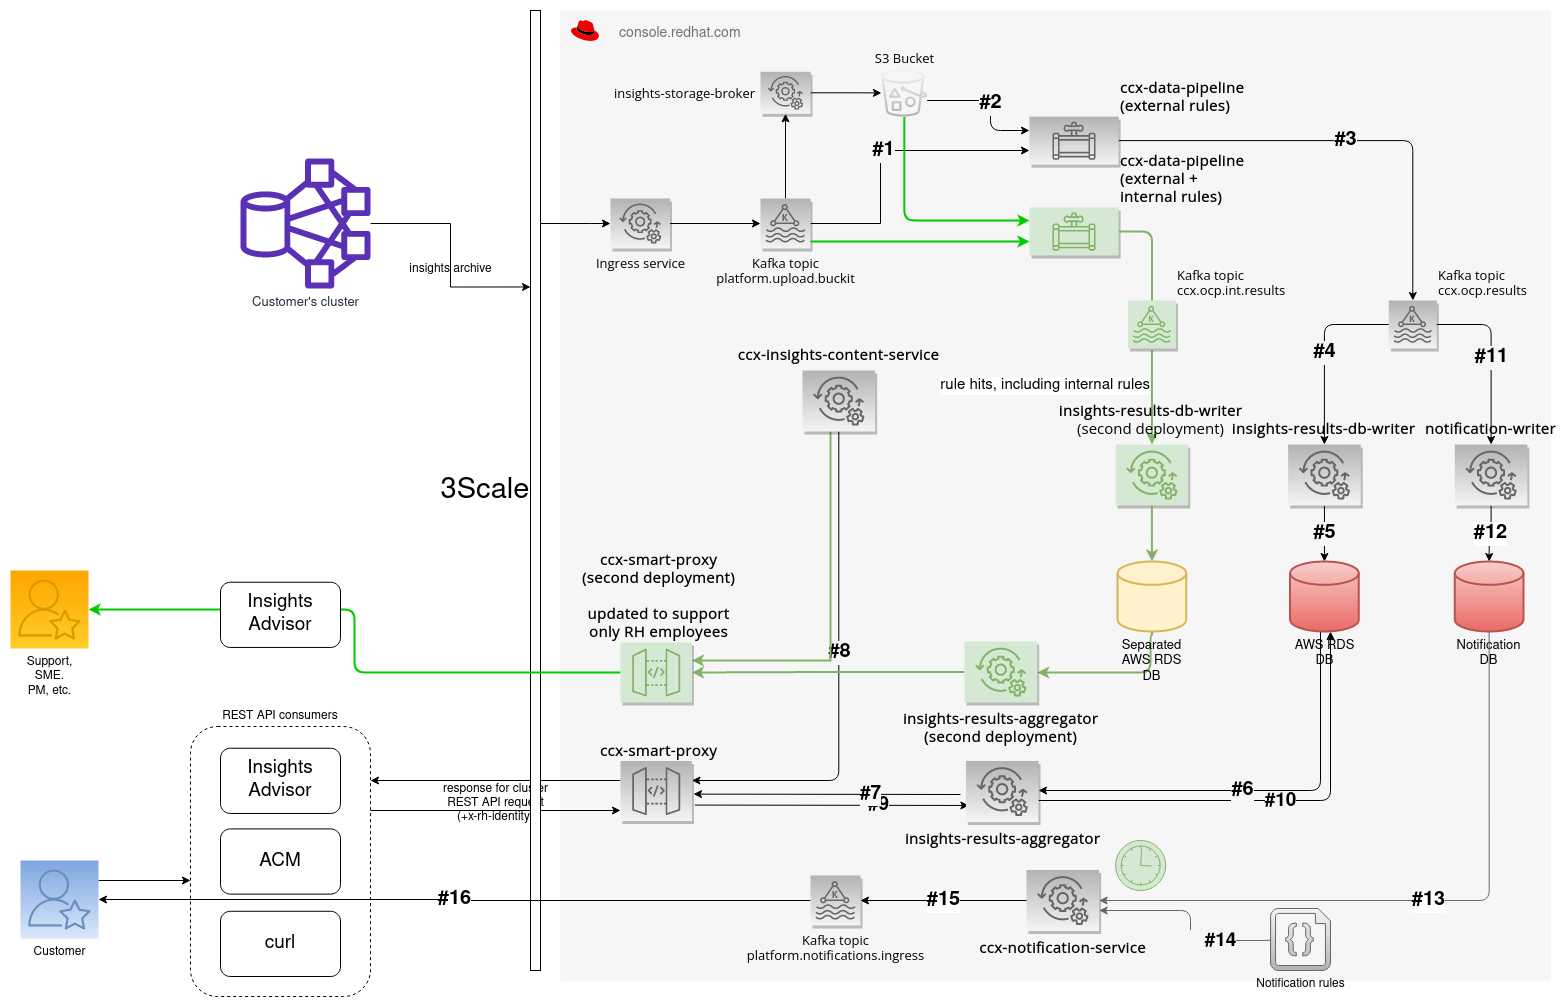 console.redhat.com
S3 Bucket
insights-storage-broker
#2
ccx-data-pipeline
(external rules)
#1
#3
ccx-data-pipeline
(external +
internal rules)
insights archive
Customer's cluster
Ingress service
Kafka topic
platform.upload.buckit
Kafka topic
ccx.ocp.int.results
Kafka topic
ccx.ocp.results
K
K
K
#4
#11
ccx-insights-content-service
rule hits, including internal rules
insights-results-db-writer
(second deployment)
insights-results-db-writer
notification-writer
3Scale
#5
#12
ccx-smart-proxy
(second deployment)
updated to support
only RH employees
Insights
Advisor
Support,
SME.
PM, etc.
#8
Separated
AWS RDS
DB
AWS RDS
DB
Notification
DB
insights-results-aggregator
(second deployment)
REST API consumers
ccx-smart-proxy
Insights
Advisor
response for cluster
REST API request
(+x-rh-identity)
#7
#9
#6
#10
insights-results-aggregator
ACM
#16
#15
#13
K
Customer
curl
Kafka topic
platform.notifications.ingress
ccx-notification-service
#14
Notification rules